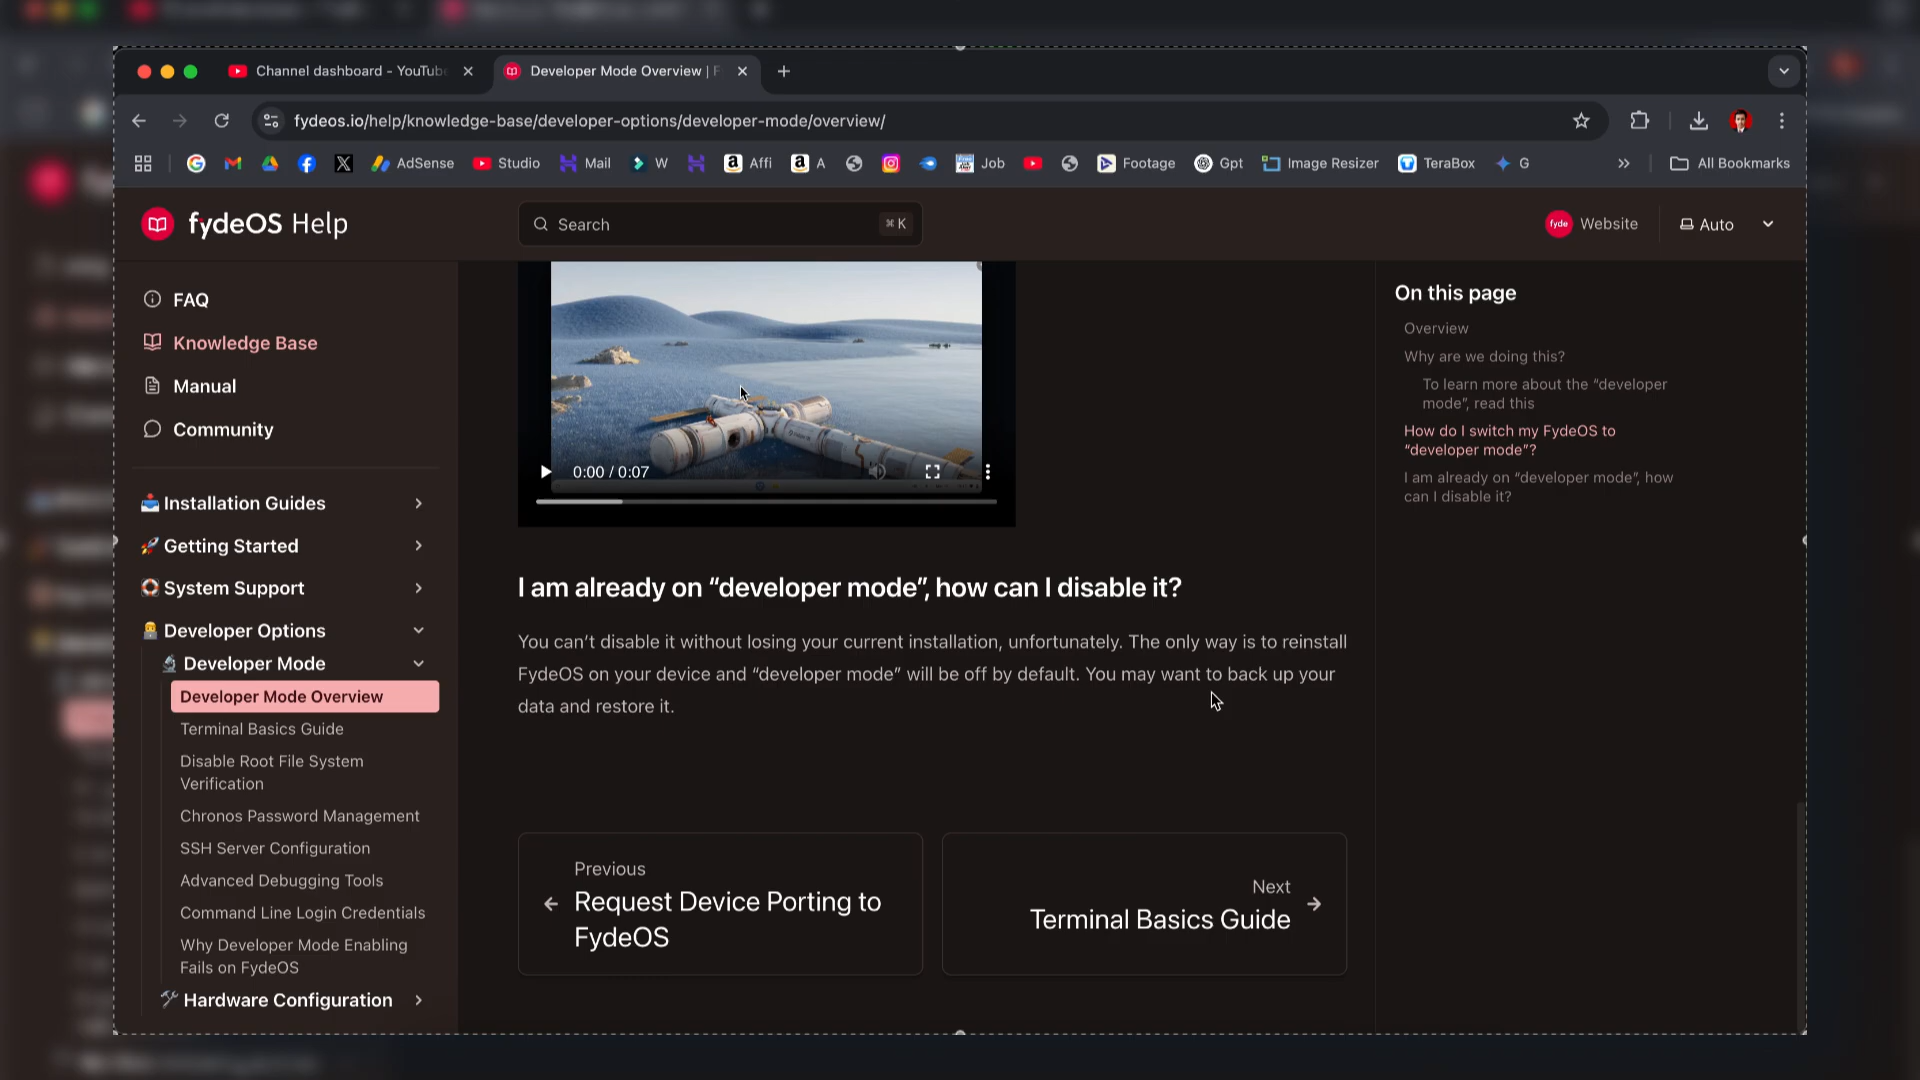 Channel dashboard - YouTube
Developer Mode Overview | F
fydeos.io/help/knowledge-base/developer-options/developer-mode/overview/
AdSense
Studio
Mail
W
Affi
A
Job
Footage
Gpt
Image Resizer
TeraBox
G
All Bookmarks
fydeOS Help
Search
⌘ K
fyde
Website
Auto
FAQ
Knowledge Base
Manual
Community
Installation Guides
Getting Started
System Support
Developer Options
Developer Mode
Developer Mode Overview
Terminal Basics Guide
Disable Root File System
Verification
Chronos Password Management
SSH Server Configuration
Advanced Debugging Tools
Command Line Login Credentials
Why Developer Mode Enabling
Fails on FydeOS
Hardware Configuration
0:00 / 0:07
I am already on “developer mode”, how can I disable it?
You can’t disable it without losing your current installation, unfortunately. The only way is to reinstall
FydeOS on your device and “developer mode” will be off by default. You may want to back up your
data and restore it.
Previous
Request Device Porting to
FydeOS
Next
Terminal Basics Guide
On this page
Overview
Why are we doing this?
To learn more about the “developer
mode”, read this
How do I switch my FydeOS to
“developer mode”?
I am already on “developer mode”, how
can I disable it?